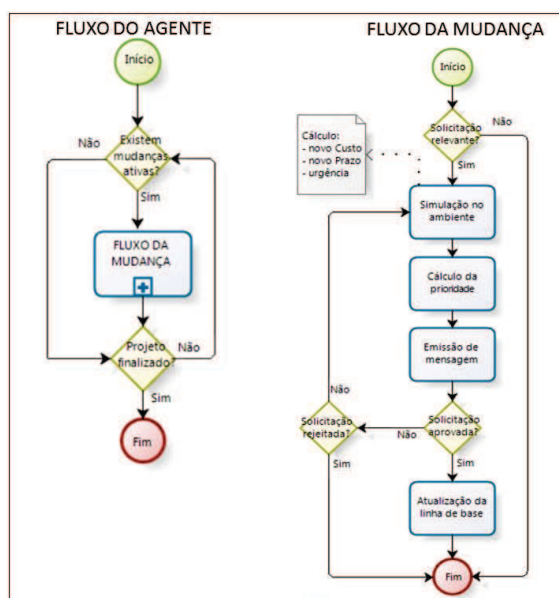 FLUXO DO AGENTE
Início
Não
Existem
mudanças
ativas?
Sim
FLUXO DA
MUDANÇA
Projeto
finalizado?
Não
Sim
Fim
FLUXO DA MUDANÇA
Início
Solicitação
relevante?
Não
Sim
Cálculo:
- novo Custo
- novo Prazo
- urgência
Simulação no
ambiente
Cálculo da
prioridade
Emissão de
mensagem
Não
Solicitação
rejeitada?
Não
Solicitação
aprovada?
Sim
Sim
Atualização da
linha de base
Fim